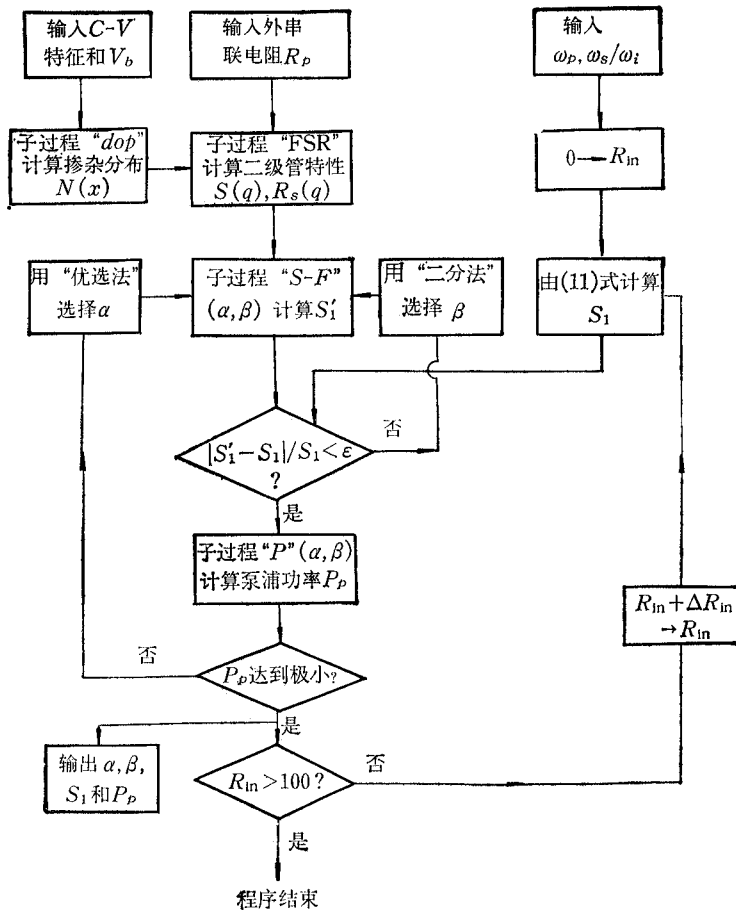 输入C-V
特征和V_b
输入外串
联电阻R_p
输入
ω_p, ω_s/ω_i
子过程“dop”
计算掺杂分布
N(x)
子过程“FSR”
计算二级管特性
S(q), R_s(q)
0→R_in
用“优选法”
选择α
子过程“S-F”
(α, β) 计算S′_1
用“二分法”
选择 β
由(11)式计算
S_1
|S′_1-S_1|/S_1<ε
?
否
是
子过程“P”(α, β)
计算泵浦功率P_p
R_in+ΔR_in
→R_in
否
P_p达到极小?
是
输出 α, β,
S_1和P_p
R_in>100?
否
是
程序结束